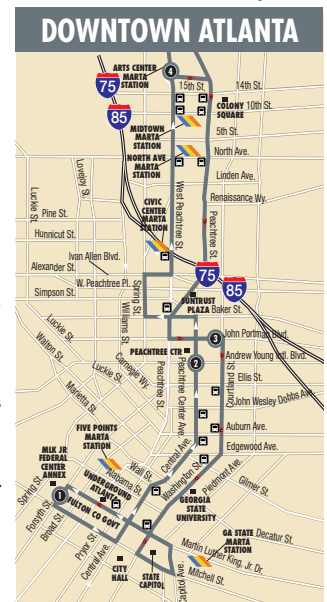 DOWNTOWN ATLANTA
ARTS CENTER
MARTA
STATION
4
75
15th St.
14th St.
COLONY
SQUARE
10th St.
85
MIDTOWN
MARTA
STATION
5th St.
NORTH AVE
MARTA
STATION
North Ave.
Linden Ave.
Lovejoy St.
Luckie St.
CIVIC
CENTER
MARTA
STATION
West Peachtree St.
Renaissance Wy.
Peachtree St.
Pine St.
Hunnicut St.
Ivan Allen Blvd.
Alexander St.
W. Peachtree Pl.
Simpson St.
Spring St.
Williams St.
75
85
SUNTRUST
PLAZA
Baker St.
Luckie St.
Walton St.
Carnegie Wy.
Luckie St.
Marietta St.
PEACHTREE CTR
3
John Portman Blvd.
2
Andrew Young Intl. Blvd.
Ellis St.
John Wesley Dobbs Ave.
Courtland St.
Peachtree St.
Peachtree Center Ave.
Auburn Ave.
Edgewood Ave.
FIVE POINTS
MARTA
STATION
Wall St.
Central Ave.
Washington St.
Piedmont Ave.
Gilmer St.
MLK JR
FEDERAL
CENTER
ANNEX
Spring St.
1
UNDERGROUND
ATLANTA
Alabama St.
FULTON CO GOVT
GEORGIA
STATE
UNIVERSITY
Forsyth St.
Broad St.
Pryor St.
Central Ave.
CITY
HALL
STATE
CAPITOL
GA STATE
MARTA
STATION
Decatur St.
Martin Luther King, Jr. Dr.
Mitchell St.